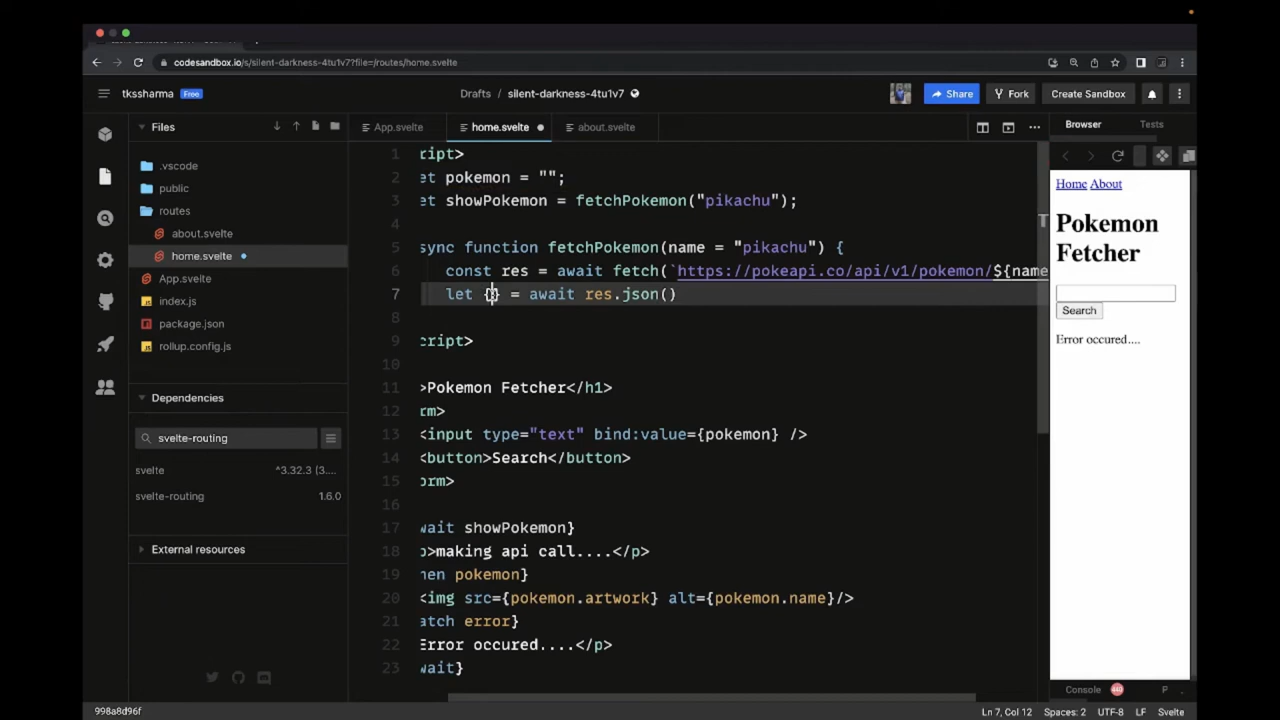 codesandbox.io/s/silent-darkness-4tu1v7?file=/routes/home.svelte
tkssharma Free
Drafts / silent-darkness-4tu1v7
Share
Fork
Create Sandbox
Files
App.svelte
home.svelte
about.svelte
Browser
Tests
.vscode
public
routes
about.svelte
home.svelte
App.svelte
index.js
package.json
rollup.config.js
Dependencies
svelte-routing
svelte ^3.32.3 (3....
svelte-routing 1.6.0
External resources
1 ript>
2 et pokemon = "";
3 et showPokemon = fetchPokemon("pikachu");
4
5 sync function fetchPokemon(name = "pikachu") {
6 const res = await fetch(`https://pokeapi.co/api/v1/pokemon/${name
7 let {} = await res.json()
8
9 cript>
10
11 >Pokemon Fetcher</h1>
12 rm>
13 <input type="text" bind:value={pokemon} />
14 <button>Search</button>
15 orm>
16
17 wait showPokemon}
18 p>making api call....</p>
19 hen pokemon}
20 <img src={pokemon.artwork} alt={pokemon.name}/>
21 atch error}
22 Error occured....</p>
23 wait}
Home About
Pokemon
Fetcher
Search
Error occured....
Console 440 P
998a8d96f
Ln 7, Col 12 Spaces: 2 UTF-8 LF Svelte